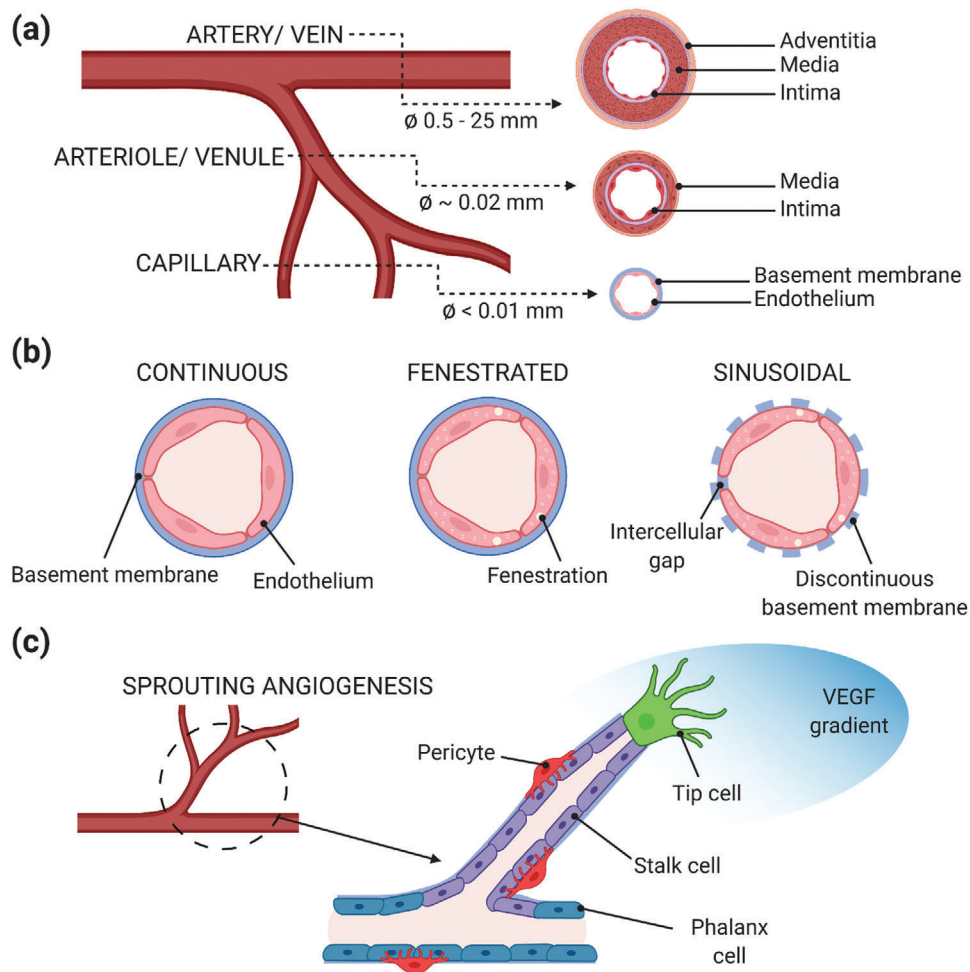 (a)
ARTERY/ VEIN
Adventitia
Media
Intima
ø 0.5 - 25 mm
ARTERIOLE/ VENULE
Media
Intima
ø ~ 0.02 mm
CAPILLARY
Basement membrane
Endothelium
ø < 0.01 mm
(b)
CONTINUOUS
FENESTRATED
SINUSOIDAL
Basement membrane
Endothelium
Fenestration
Intercellular
gap
Discontinuous
basement membrane
(c)
SPROUTING ANGIOGENESIS
VEGF
gradient
Pericyte
Tip cell
Stalk cell
Phalanx
cell